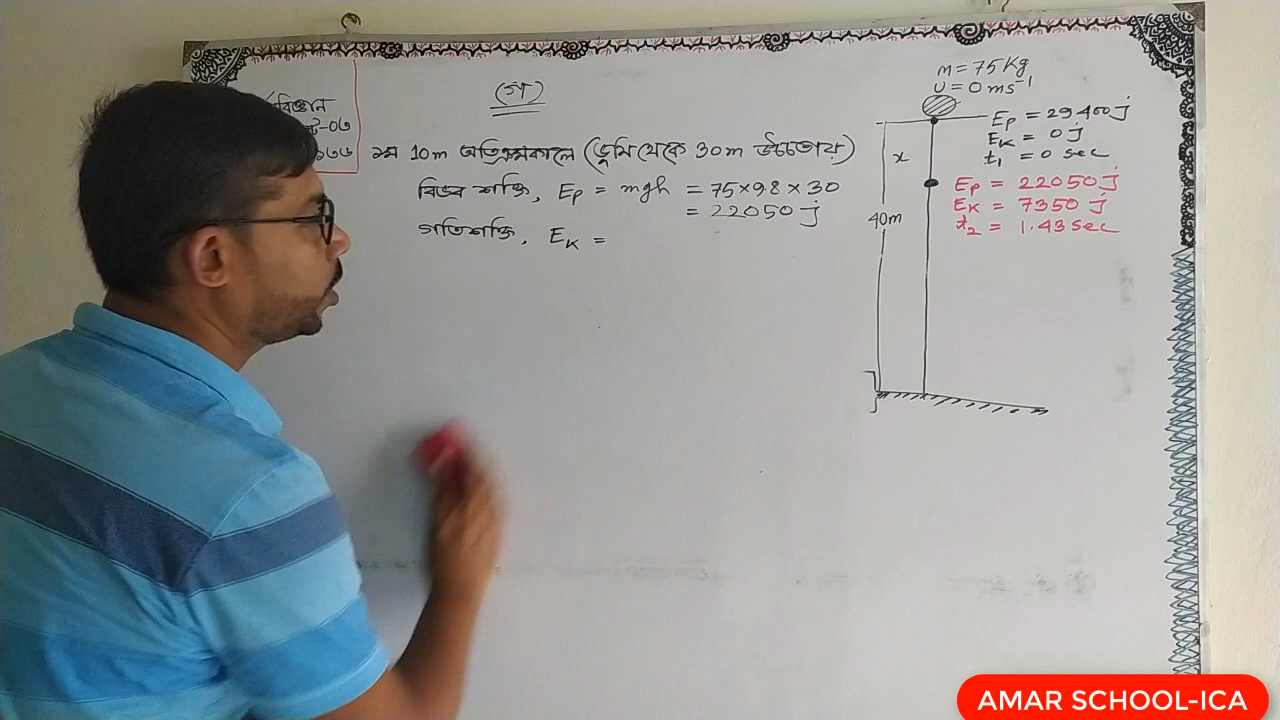 বিজ্ঞান
-০৩
(গ)
১ম 10m অতিক্রমকালে (ভূমি থেকে 30m উচ্চতায়)
বিভব শক্তি, Ep = mgh = 75×9.8×30
= 22050 j
গতিশক্তি, EK =
m = 75Kg
U = 0 ms⁻¹
Ep = 29400 j
EK = 0 j
t₁ = 0 sec
x
Ep = 22050 j
EK = 7350 j
t₂ = 1.43 sec
40m
AMAR SCHOOL-ICA